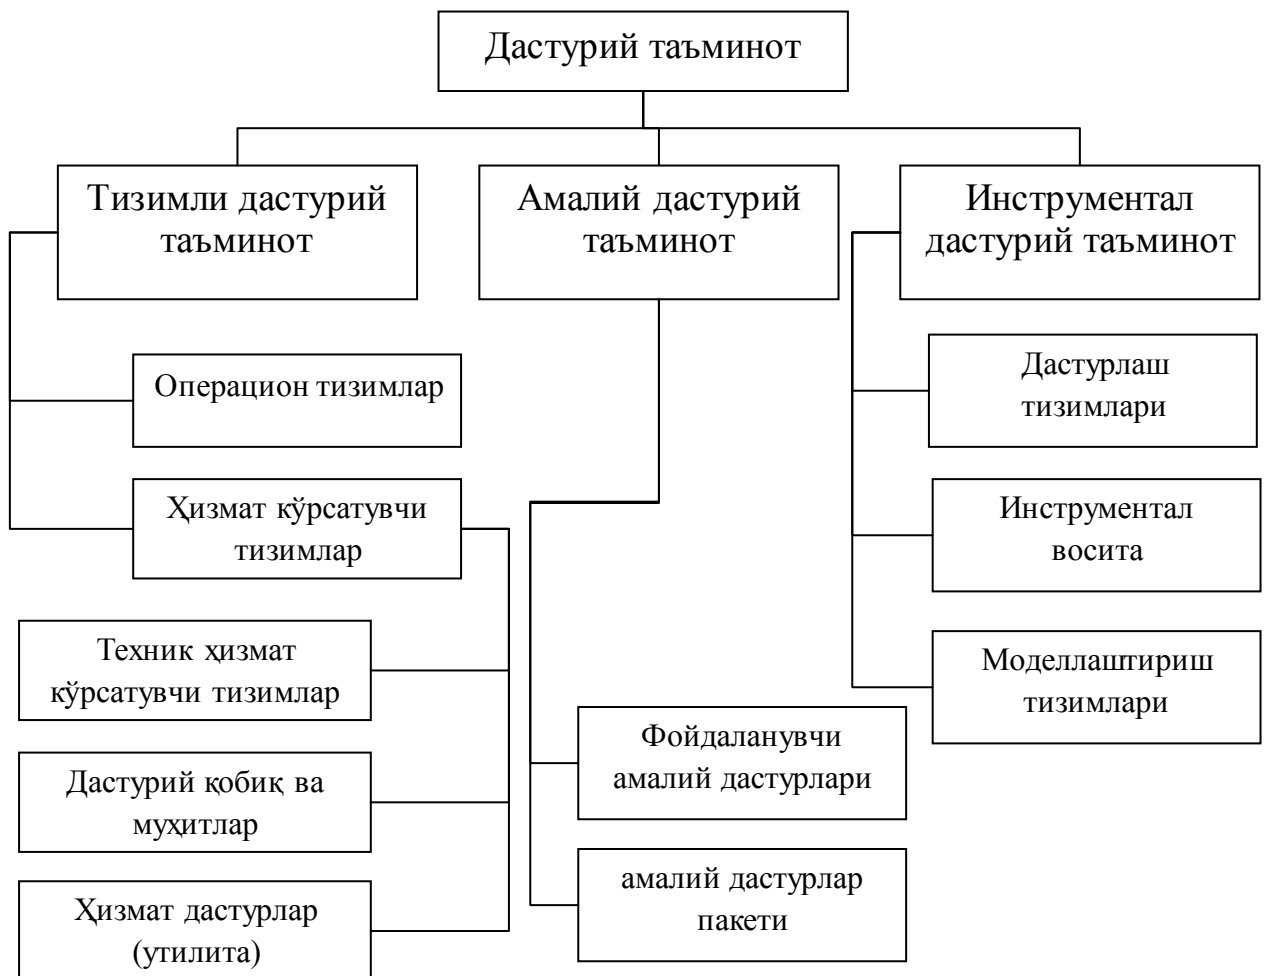 Дастурий таъминот
Тизимли дастурий
таъминот
Амалий дастурий
таъминот
Инструментал
дастурий таъминот
Операцион тизимлар
Ҳизмат кўрсатувчи
тизимлар
Техник ҳизмат
кўрсатувчи тизимлар
Дастурий қобиқ ва
муҳитлар
Ҳизмат дастурлар
(утилита)
Фойдаланувчи
амалий дастурлари
амалий дастурлар
пакети
Дастурлаш
тизимлари
Инструментал
восита
Моделлаштириш
тизимлари